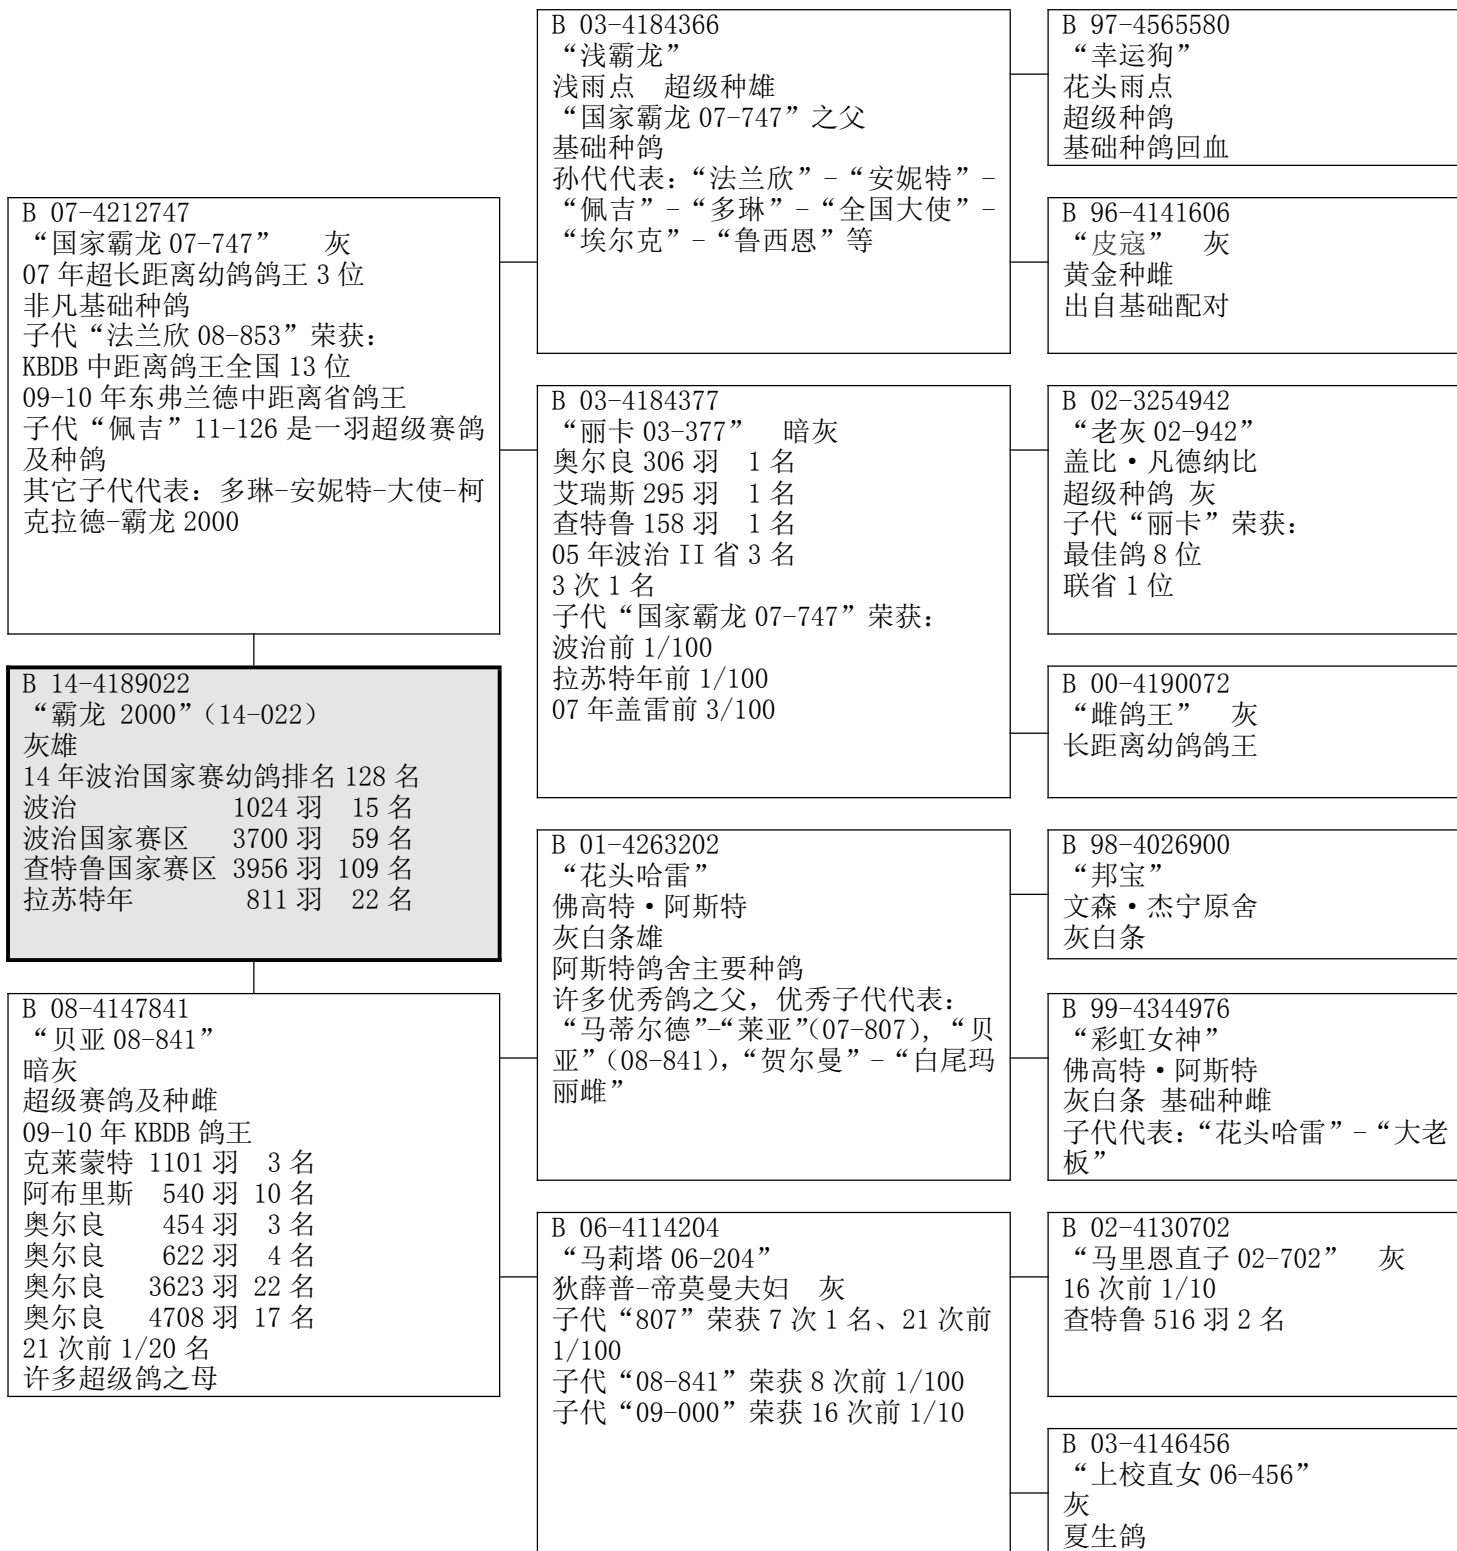 B 07-4212747
“国家霸龙 07-747”　　灰
07 年超长距离幼鸽鸽王 3 位
非凡基础种鸽
子代“法兰欣 08-853”荣获：
KBDB 中距离鸽王全国 13 位
09-10 年东弗兰德中距离省鸽王
子代“佩吉”11-126 是一羽超级赛鸽
及种鸽
其它子代代表：多琳-安妮特-大使-柯
克拉德-霸龙 2000
B 14-4189022
“霸龙 2000”（14-022）
灰雄
14 年波治国家赛幼鸽排名 128 名
波治 1024 羽 15 名
波治国家赛区 3700 羽 59 名
查特鲁国家赛区 3956 羽 109 名
拉苏特年 811 羽 22 名
B 08-4147841
“贝亚 08-841”
暗灰
超级赛鸽及种雌
09-10 年 KBDB 鸽王
克莱蒙特 1101 羽 3 名
阿布里斯 540 羽 10 名
奥尔良 454 羽 3 名
奥尔良 622 羽 4 名
奥尔良 3623 羽 22 名
奥尔良 4708 羽 17 名
21 次前 1/20 名
许多超级鸽之母
B 03-4184366
“浅霸龙”
浅雨点　超级种雄
“国家霸龙 07-747”之父
基础种鸽
孙代代表：“法兰欣”-“安妮特”-
“佩吉”-“多琳”-“全国大使”-
“埃尔克”-“鲁西恩”等
B 03-4184377
“丽卡 03-377”　暗灰
奥尔良 306 羽 1 名
艾瑞斯 295 羽 1 名
查特鲁 158 羽 1 名
05 年波治 II 省 3 名
3 次 1 名
子代“国家霸龙 07-747”荣获：
波治前 1/100
拉苏特年前 1/100
07 年盖雷前 3/100
B 01-4263202
“花头哈雷”
佛高特·阿斯特
灰白条雄
阿斯特鸽舍主要种鸽
许多优秀鸽之父，优秀子代代表：
“马蒂尔德”-“莱亚”(07-807)，“贝
亚”（08-841），“贺尔曼”-“白尾玛
丽雌”
B 06-4114204
“马莉塔 06-204”
狄薛普-帝莫曼夫妇　灰
子代“807”荣获 7 次 1 名、21 次前
1/100
子代“08-841”荣获 8 次前 1/100
子代“09-000”荣获 16 次前 1/10
B 97-4565580
“幸运狗”
花头雨点
超级种鸽
基础种鸽回血
B 96-4141606
“皮寇”　灰
黄金种雌
出自基础配对
B 02-3254942
“老灰 02-942”
盖比·凡德纳比
超级种鸽 灰
子代“丽卡”荣获：
最佳鸽 8 位
联省 1 位
B 00-4190072
“雌鸽王”　灰
长距离幼鸽鸽王
B 98-4026900
“邦宝”
文森·杰宁原舍
灰白条
B 99-4344976
“彩虹女神”
佛高特·阿斯特
灰白条 基础种雌
子代代表：“花头哈雷”-“大老
板”
B 02-4130702
“马里恩直子 02-702”　灰
16 次前 1/10
查特鲁 516 羽 2 名
B 03-4146456
“上校直女 06-456”
灰
夏生鸽